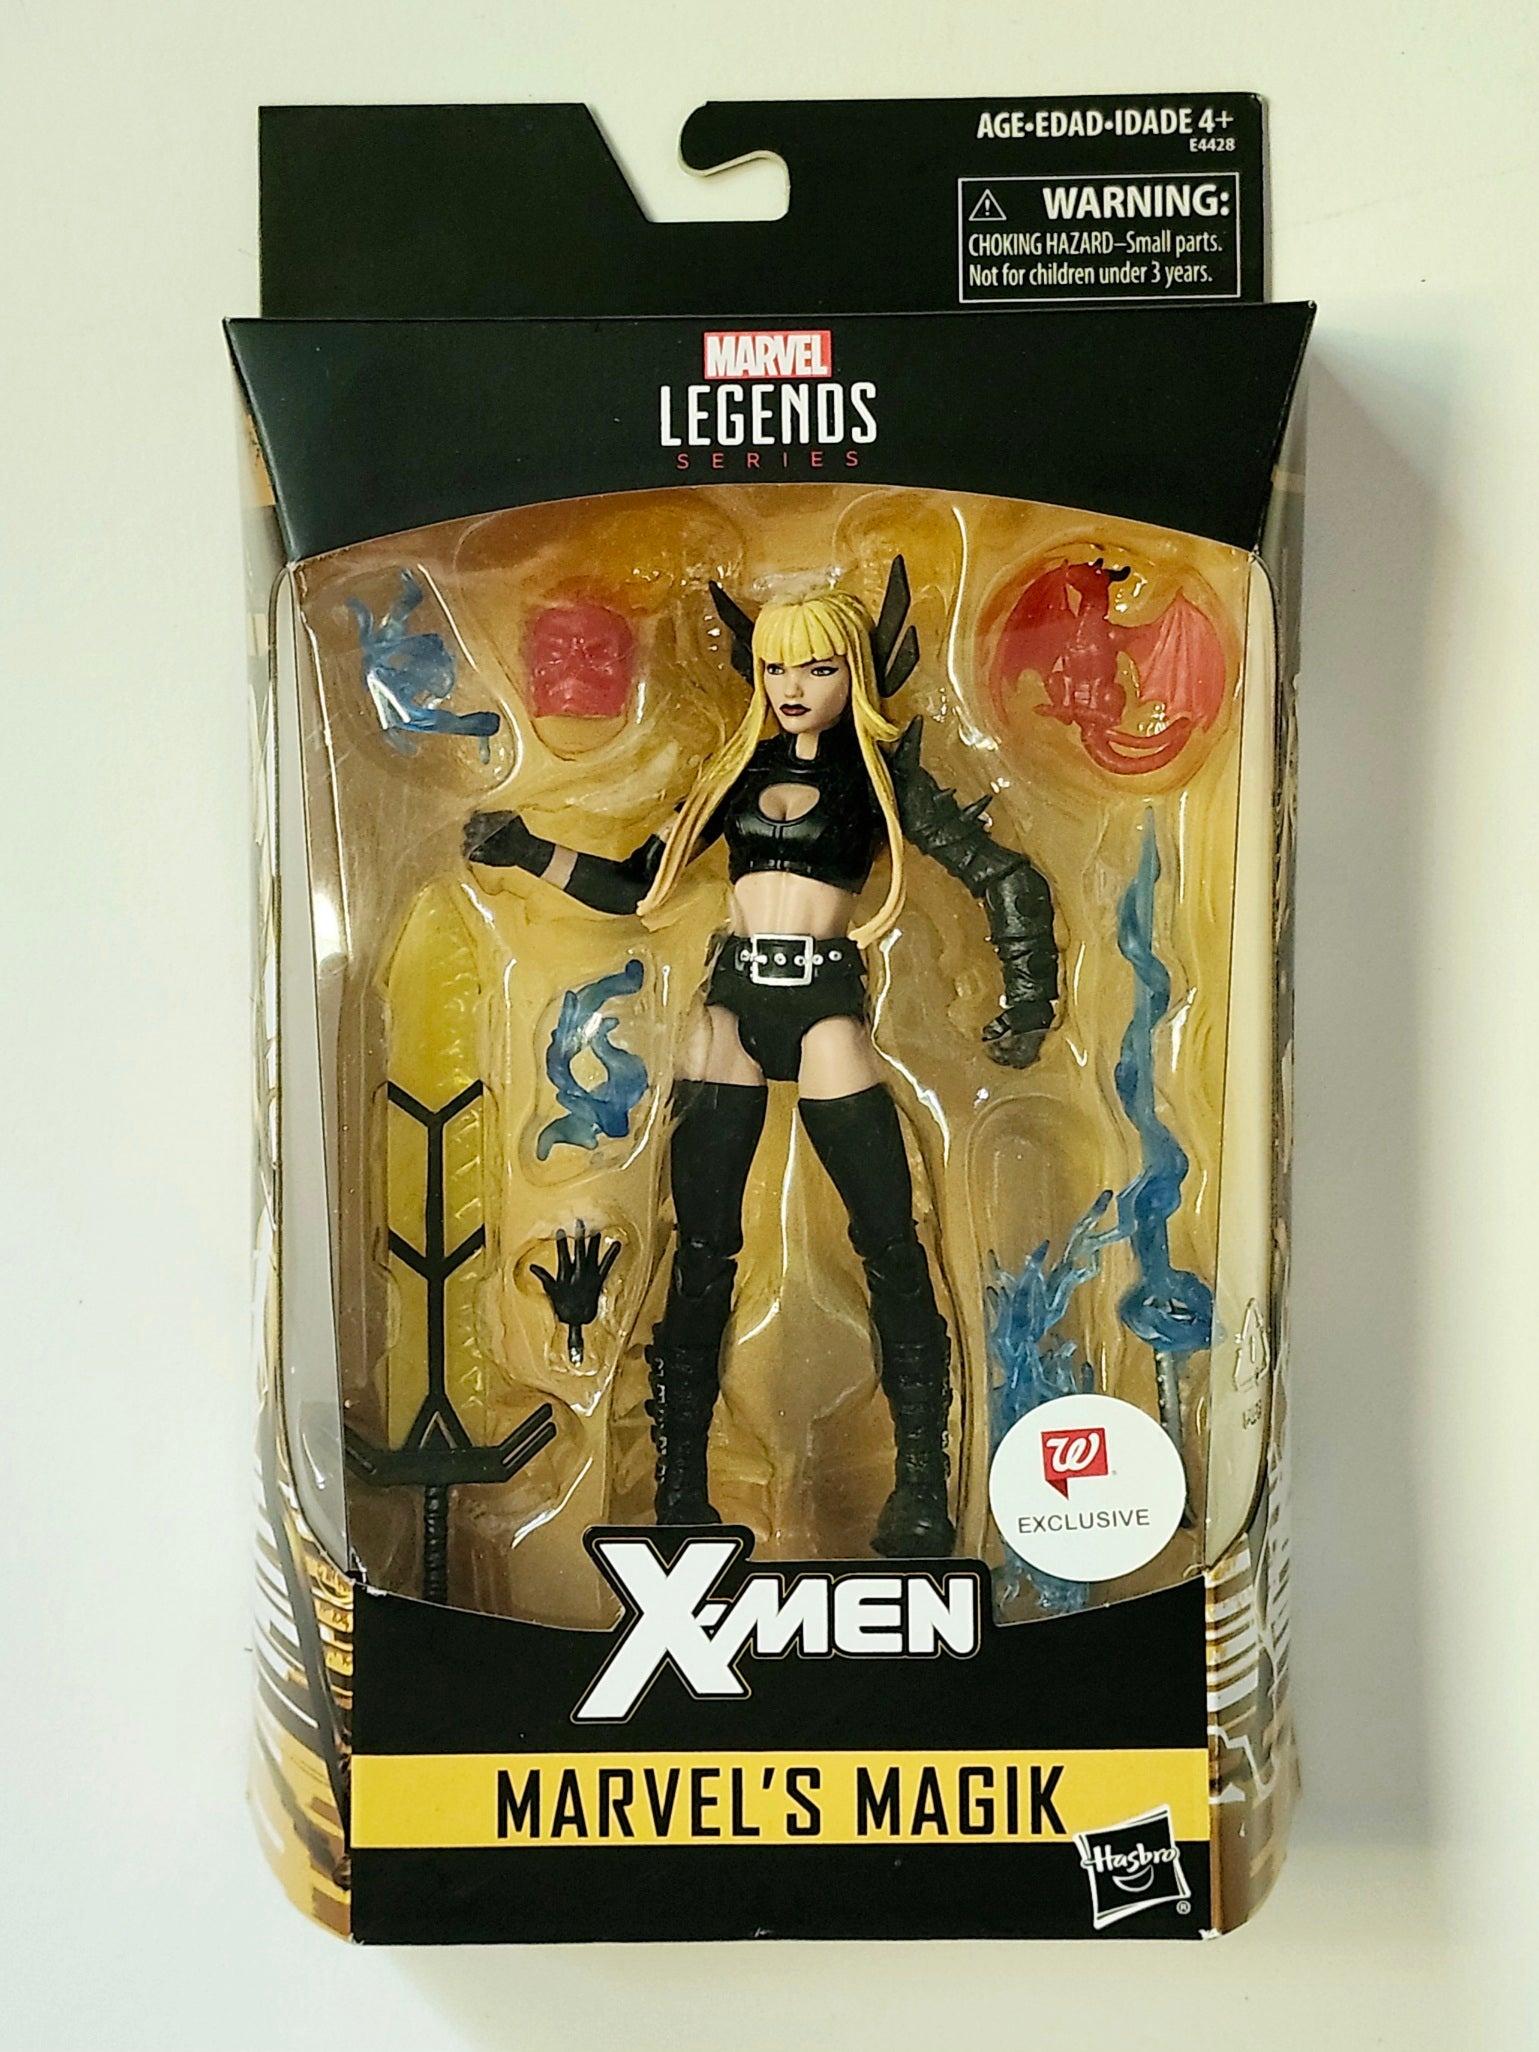 AGE•EDAD•IDADE 4+
E4428
WARNING:
CHOKING HAZARD–Small parts.
Not for children under 3 years.
MARVEL
LEGENDS
SERIES
W
EXCLUSIVE
X-MEN
MARVEL'S MAGIK
Hasbro
®